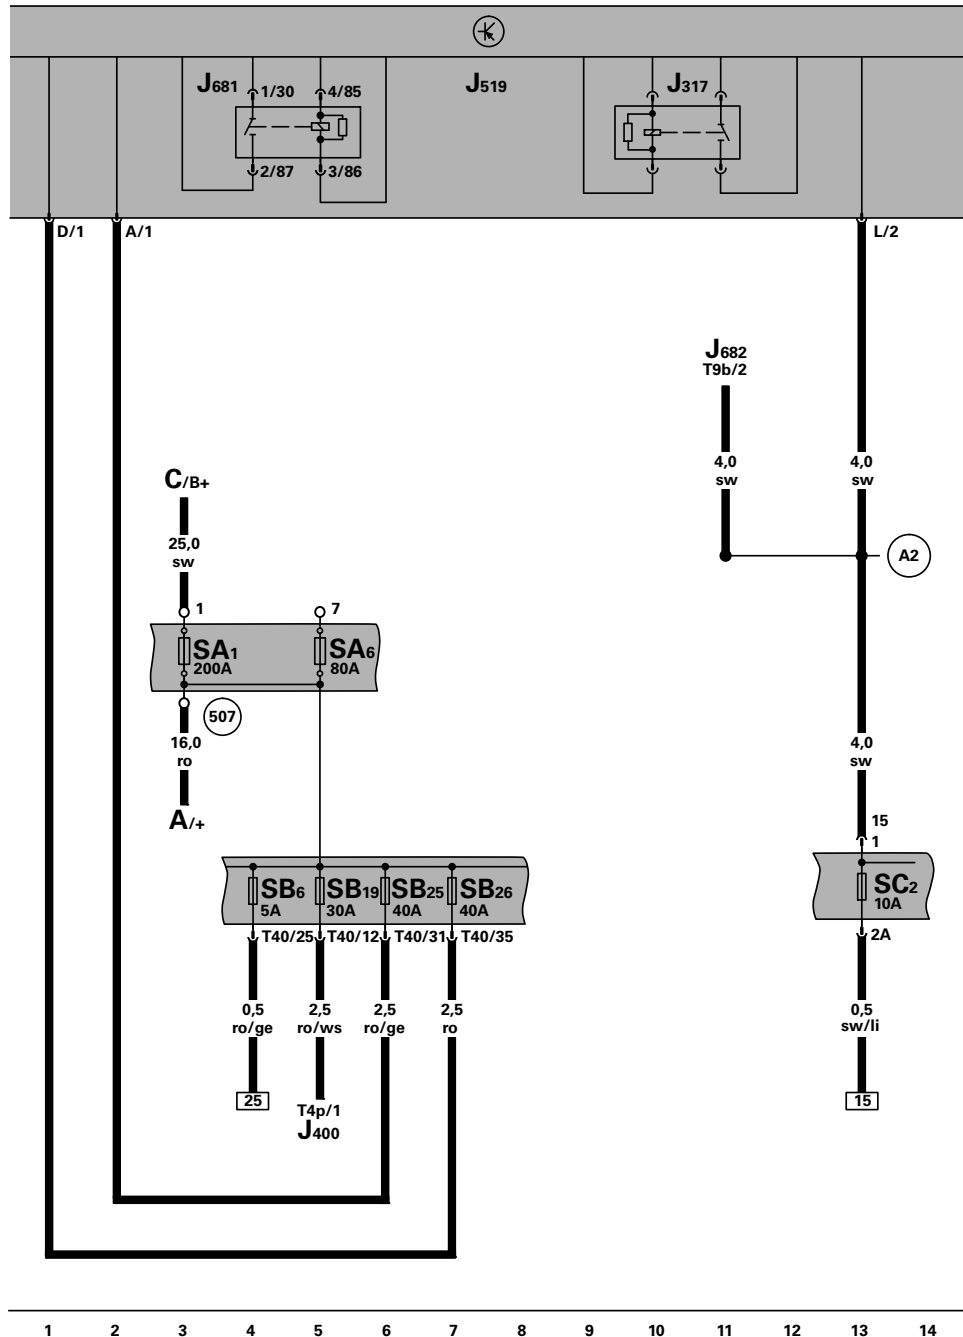 J681 1/30 4/85 J519 J317
2/87 3/86
D/1 A/1 L/2
J682
T9b/2
4,0 4,0
sw sw
C/B+
25,0
sw
A2
1 7
SA1 SA6
200A 80A
507
16,0 4,0
ro sw
A/+ 15
1
SB6 SB19 SB25 SB26 SC2
5A 30A 40A 40A 10A
T40/25 T40/12 T40/31 T40/35 2A
0,5 2,5 2,5 2,5 0,5
ro/ge ro/ws ro/ge ro sw/li
25 15
T4p/1
J400
1 2 3 4 5 6 7 8 9 10 11 12 13 14